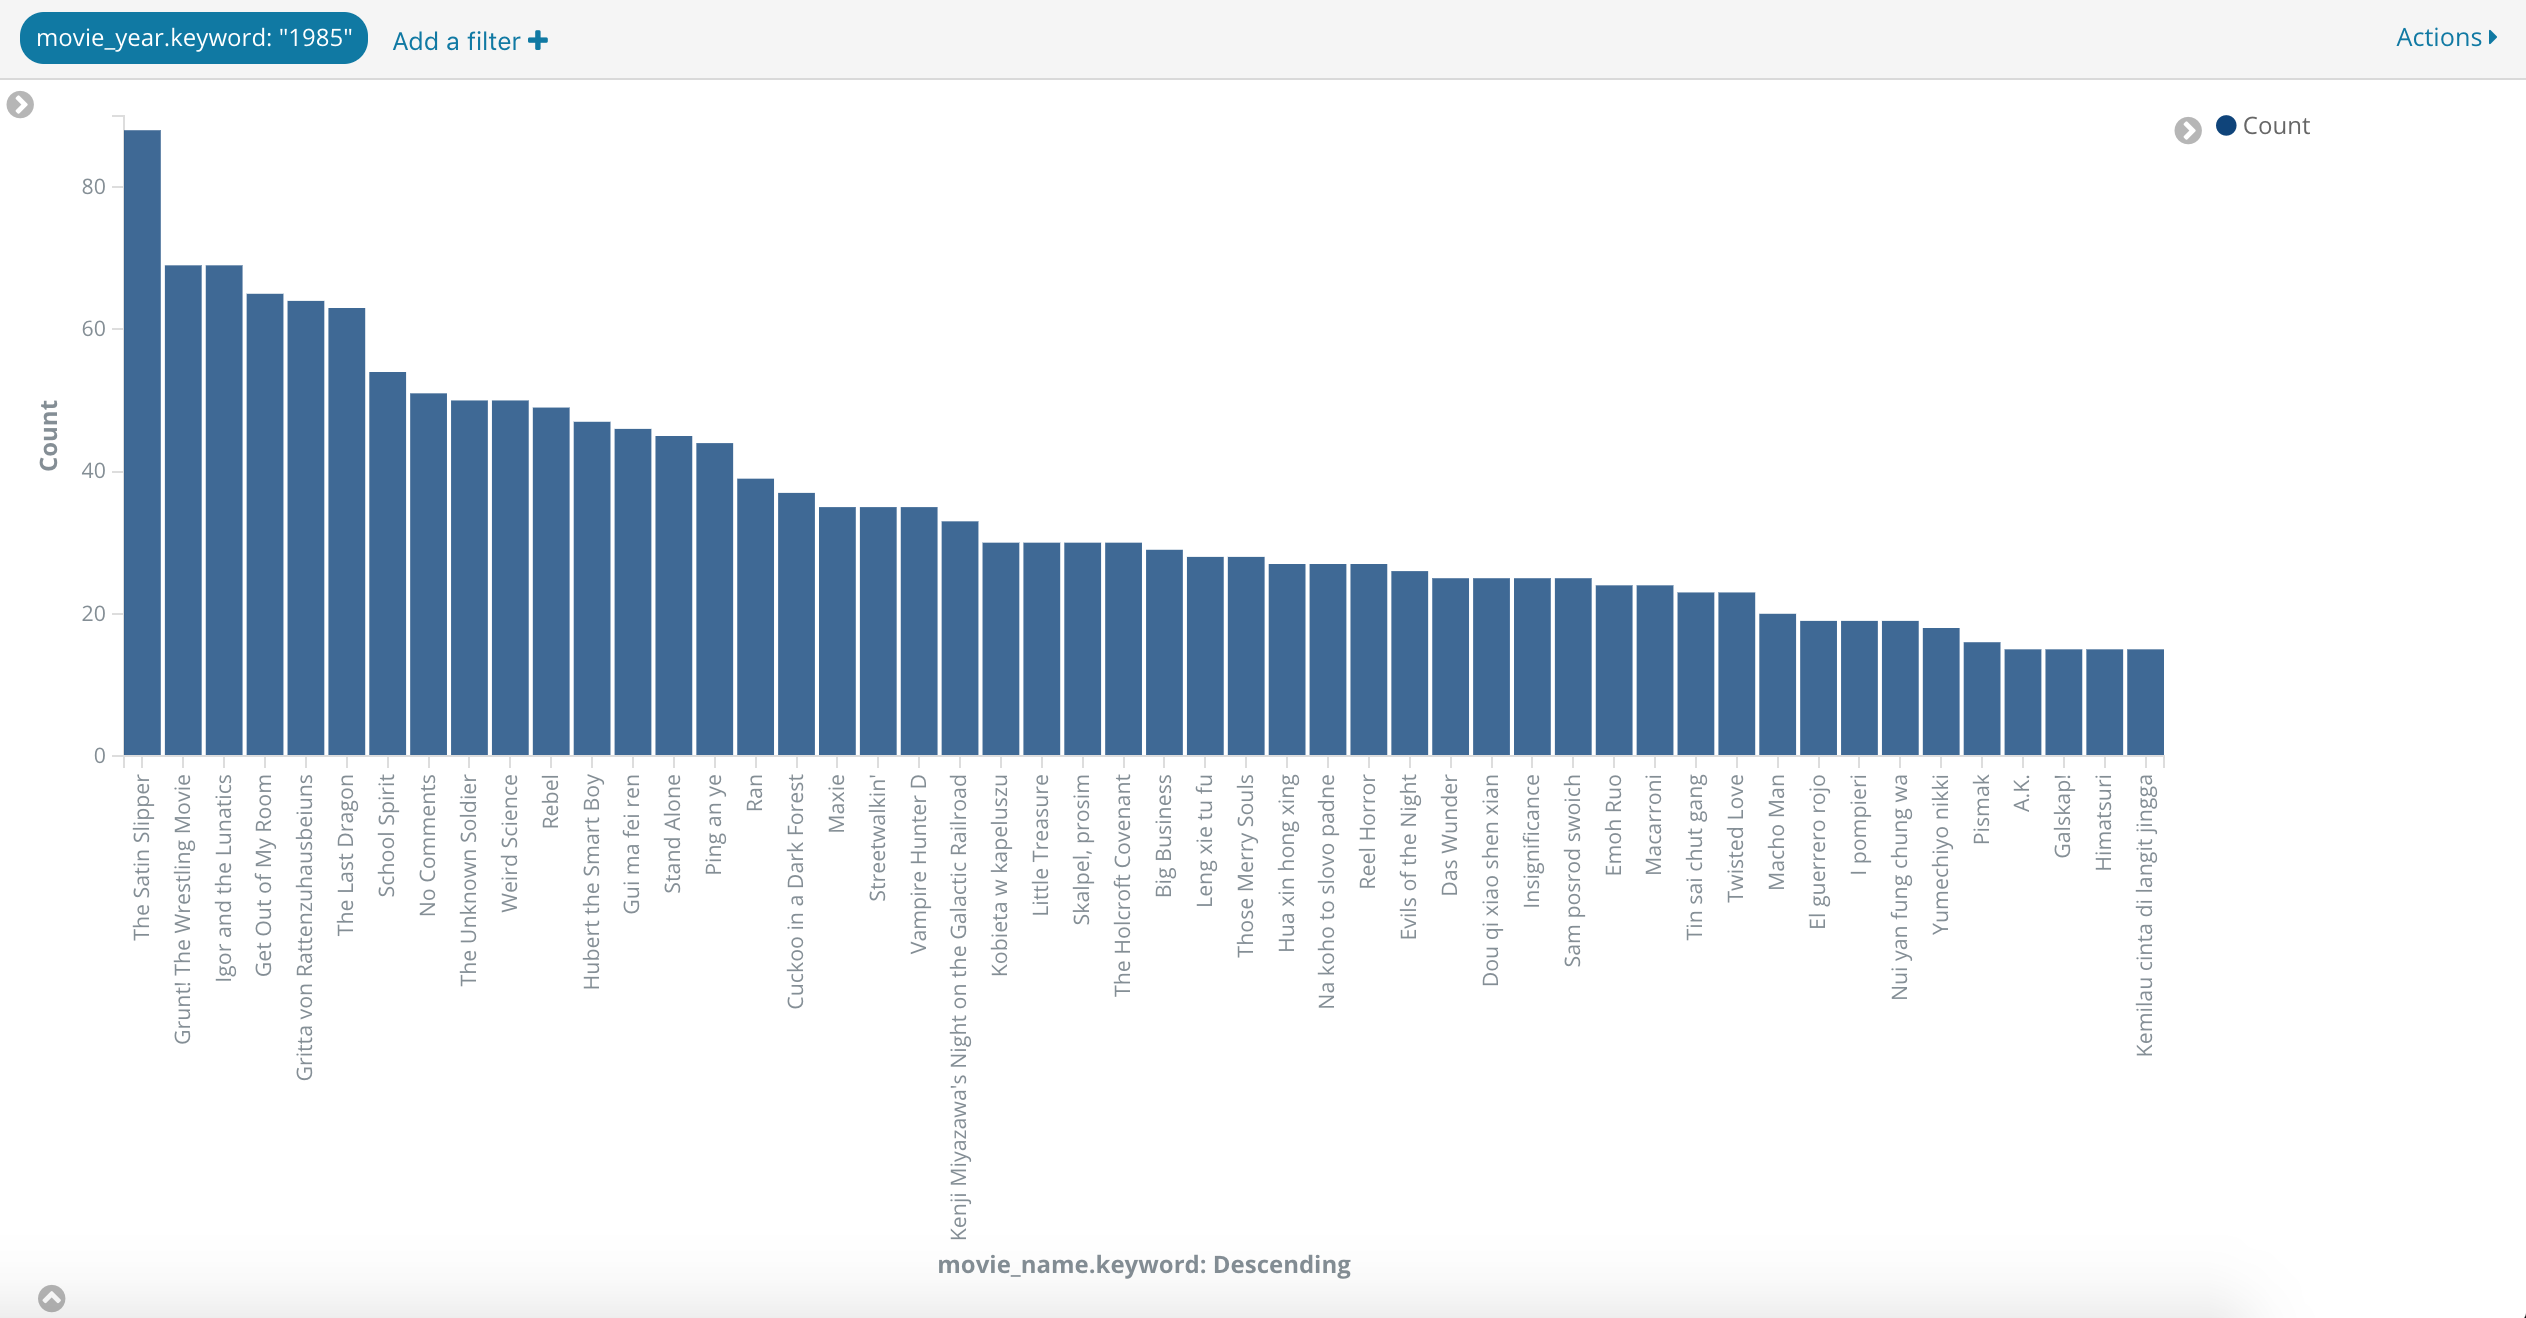 movie_year.keyword: "1985"
Add a filter
Actions
Count
80
60
40
20
0
Count
The Satin Slipper
Grunt! The Wrestling Movie
Igor and the Lunatics
Get Out of My Room
Gritta von Rattenzuhausbeiuns
The Last Dragon
School Spirit
No Comments
The Unknown Soldier
Weird Science
Rebel
Hubert the Smart Boy
Gui ma fei ren
Stand Alone
Ping an ye
Ran
Cuckoo in a Dark Forest
Maxie
Streetwalkin'
Vampire Hunter D
Kenji Miyazawa's Night on the Galactic Railroad
Kobieta w kapeluszu
Little Treasure
Skalpel, prosim
The Holcroft Covenant
Big Business
Leng xie tu fu
Those Merry Souls
Hua xin hong xing
Na koho to slovo padne
Reel Horror
Evils of the Night
Das Wunder
Dou qi xiao shen xian
Insignificance
Sam posrod swoich
Emoh Ruo
Macarroni
Tin sai chut gang
Twisted Love
Macho Man
El guerrero rojo
I pompieri
Nui yan fung chung wa
Yumechiyo nikki
Pismak
A.K.
Galskap!
Himatsuri
Kemilau cinta di langit jingga
movie_name.keyword: Descending